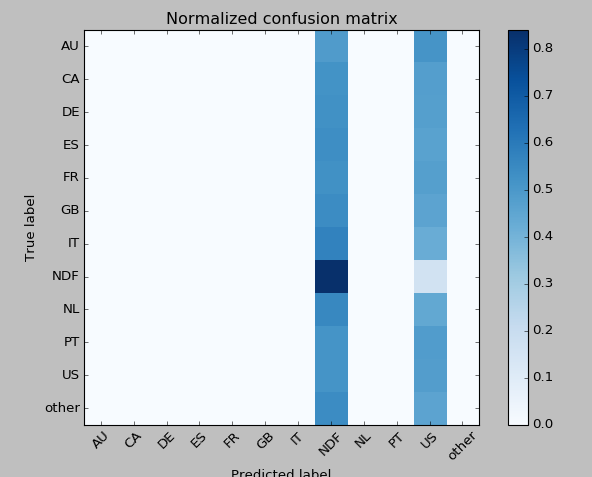 Normalized confusion matrix
True label
AU
CA
DE
ES
FR
GB
IT
NDF
NL
PT
US
other
AU
CA
DE
ES
FR
GB
IT
NDF
NL
PT
US
other
Predicted label
0.8
0.7
0.6
0.5
0.4
0.3
0.2
0.1
0.0